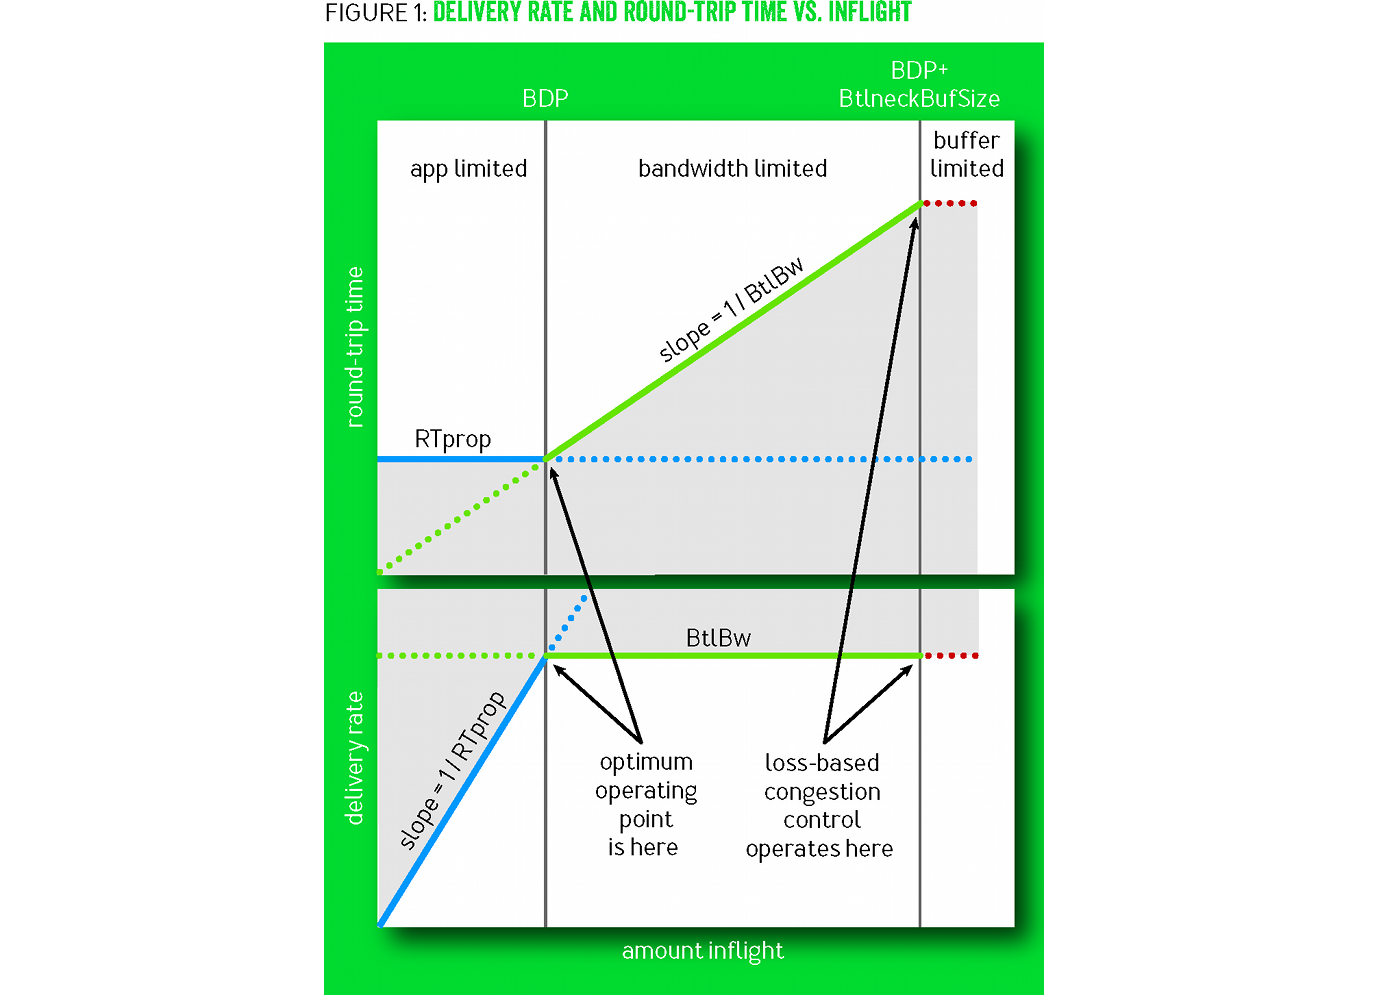 FIGURE 1: DELIVERY RATE AND ROUND-TRIP TIME VS. INFLIGHT
BDP
BDP+
BtlneckBufSize
app limited
bandwidth limited
buffer
limited
round-trip time
slope = 1 / BtlBw
RTprop
BtlBw
delivery rate
slope = 1 / RTprop
optimum
operating
point
is here
loss-based
congestion
control
operates here
amount inflight